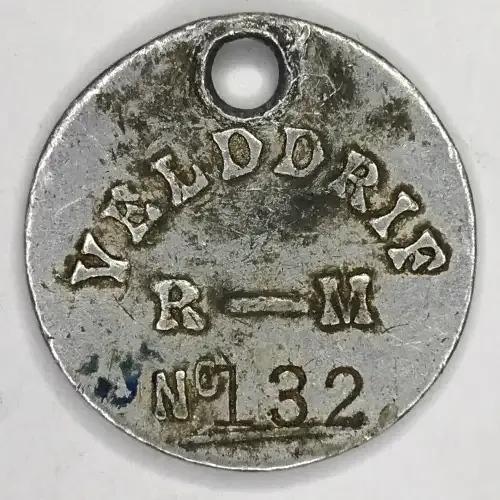 VELDDRIF
R — M
No 132